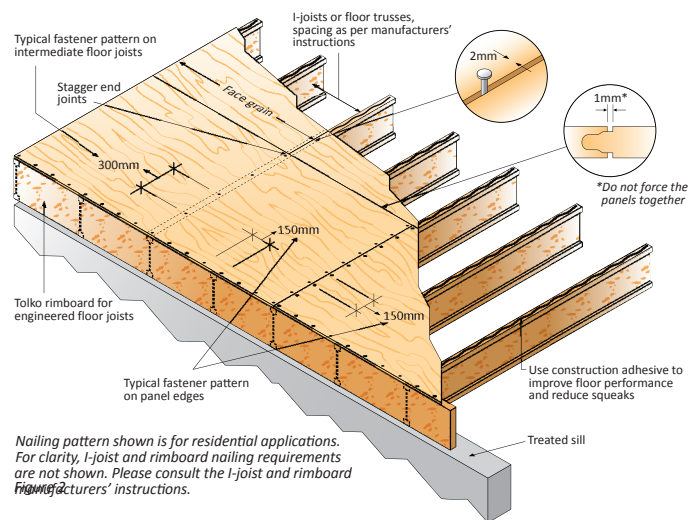 Typical fastener pattern on
intermediate floor joists
I-joists or floor trusses,
spacing as per manufacturers'
instructions
2mm
Stagger end
joints
Face grain
1mm*
300mm
*Do not force the
panels together
150mm
Tolko rimboard for
engineered floor joists
150mm
Typical fastener pattern
on panel edges
Use construction adhesive to
improve floor performance
and reduce squeaks
Treated sill
Nailing pattern shown is for residential applications.
For clarity, I-joist and rimboard nailing requirements
are not shown. Please consult the I-joist and rimboard
manufacturers' instructions.
Figure 2